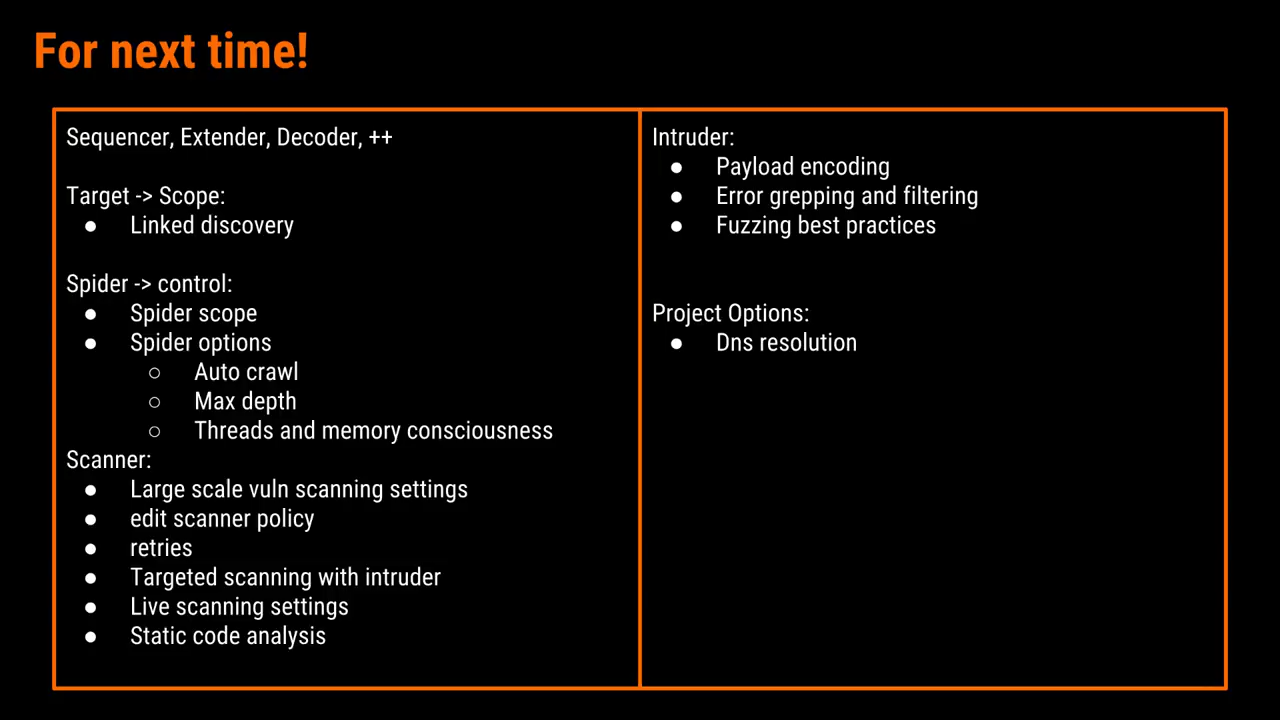 For next time!
Sequencer, Extender, Decoder, ++
Target -> Scope:
● Linked discovery
Spider -> control:
● Spider scope
● Spider options
○ Auto crawl
○ Max depth
○ Threads and memory consciousness
Scanner:
● Large scale vuln scanning settings
● edit scanner policy
● retries
● Targeted scanning with intruder
● Live scanning settings
● Static code analysis
Intruder:
● Payload encoding
● Error grepping and filtering
● Fuzzing best practices
Project Options:
● Dns resolution